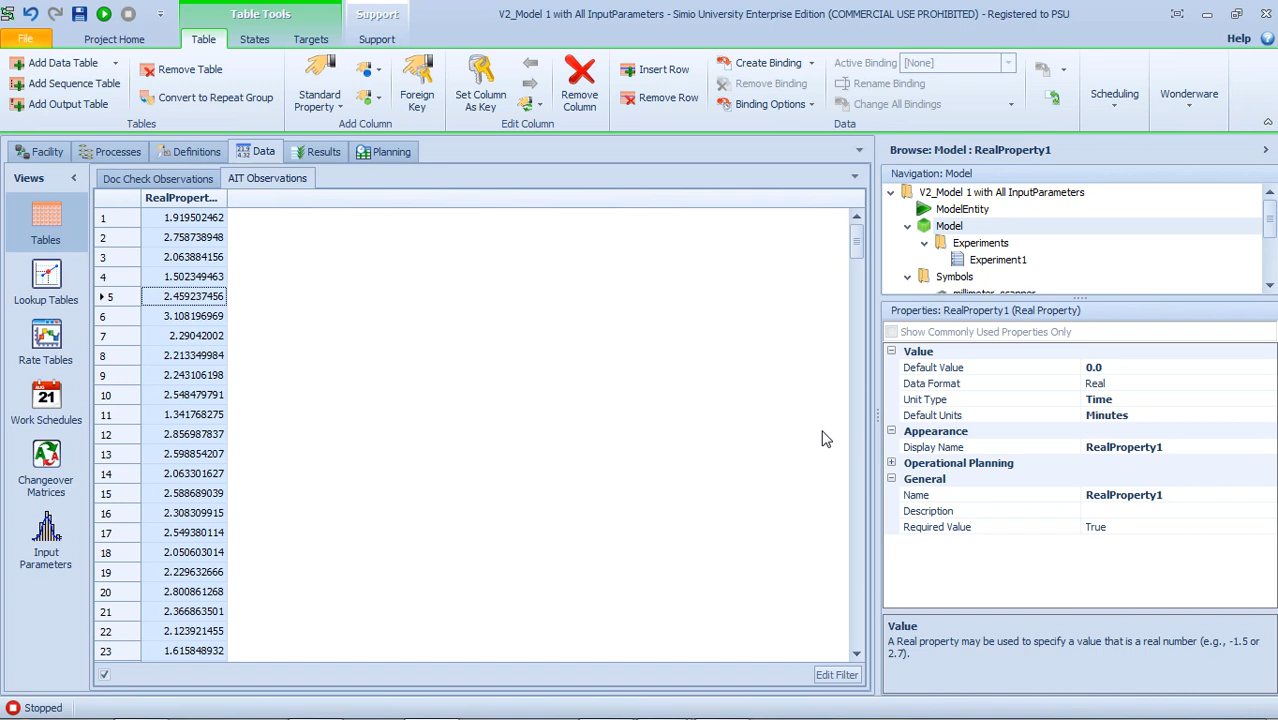 Table Tools
Support
V2_Model 1 with All InputParameters - Simio University Enterprise Edition (COMMERCIAL USE PROHIBITED) - Registered to PSU
File
Project Home
Table
States
Targets
Support
Help
Add Data Table
Add Sequence Table
Add Output Table
Remove Table
Convert to Repeat Group
Tables
Standard Property
Foreign Key
Add Column
Set Column As Key
Remove Column
Edit Column
Insert Row
Remove Row
Create Binding
Remove Binding
Binding Options
Active Binding [None]
Rename Binding
Change All Bindings
Data
Scheduling
Wonderware
Facility
Processes
Definitions
Data
Results
Planning
Views
Tables
Lookup Tables
Rate Tables
AUG 21
Work Schedules
Changeover Matrices
Input Parameters
Doc Check Observations
AIT Observations
RealPropert...
1 1.919502462
2 2.758738948
3 2.063884156
4 1.502349463
5 2.459237456
6 3.108196969
7 2.29042002
8 2.213349984
9 2.243106198
10 2.548479791
11 1.341768275
12 2.856987837
13 2.598854207
14 2.063301627
15 2.588689039
16 2.308309915
17 2.549380114
18 2.050603014
19 2.229632666
20 2.800861268
21 2.366863501
22 2.123921455
23 1.615848932
Edit Filter
Browse: Model : RealProperty1
Navigation: Model
V2_Model 1 with All InputParameters
ModelEntity
Model
Experiments
Experiment1
Symbols
millimeter_scanner
Properties: RealProperty1 (Real Property)
Show Commonly Used Properties Only
Value
Default Value 0.0
Data Format Real
Unit Type Time
Default Units Minutes
Appearance
Display Name RealProperty1
Operational Planning
General
Name RealProperty1
Description
Required Value True
Value
A Real property may be used to specify a value that is a real number (e.g., -1.5 or
2.7).
Stopped